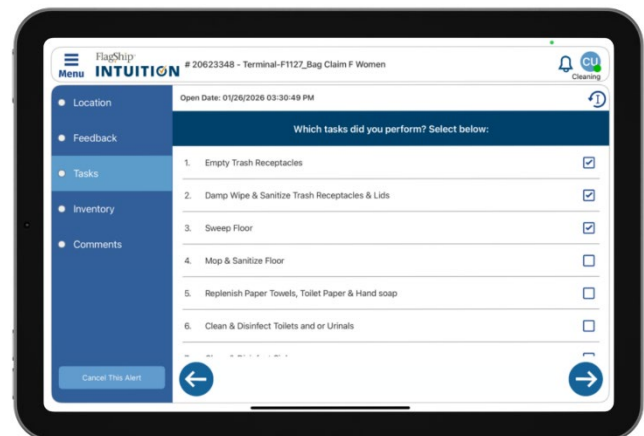 Menu
FlagShip
INTUITION
# 20623348 - Terminal-F1127_Bag Claim F Women
CU
Cleaning
Location
Feedback
Tasks
Inventory
Comments
Cancel This Alert
Open Date: 01/26/2026 03:30:49 PM
Which tasks did you perform? Select below:
1. Empty Trash Receptacles
2. Damp Wipe & Sanitize Trash Receptacles & Lids
3. Sweep Floor
4. Mop & Sanitize Floor
5. Replenish Paper Towels, Toilet Paper & Hand soap
6. Clean & Disinfect Toilets and or Urinals